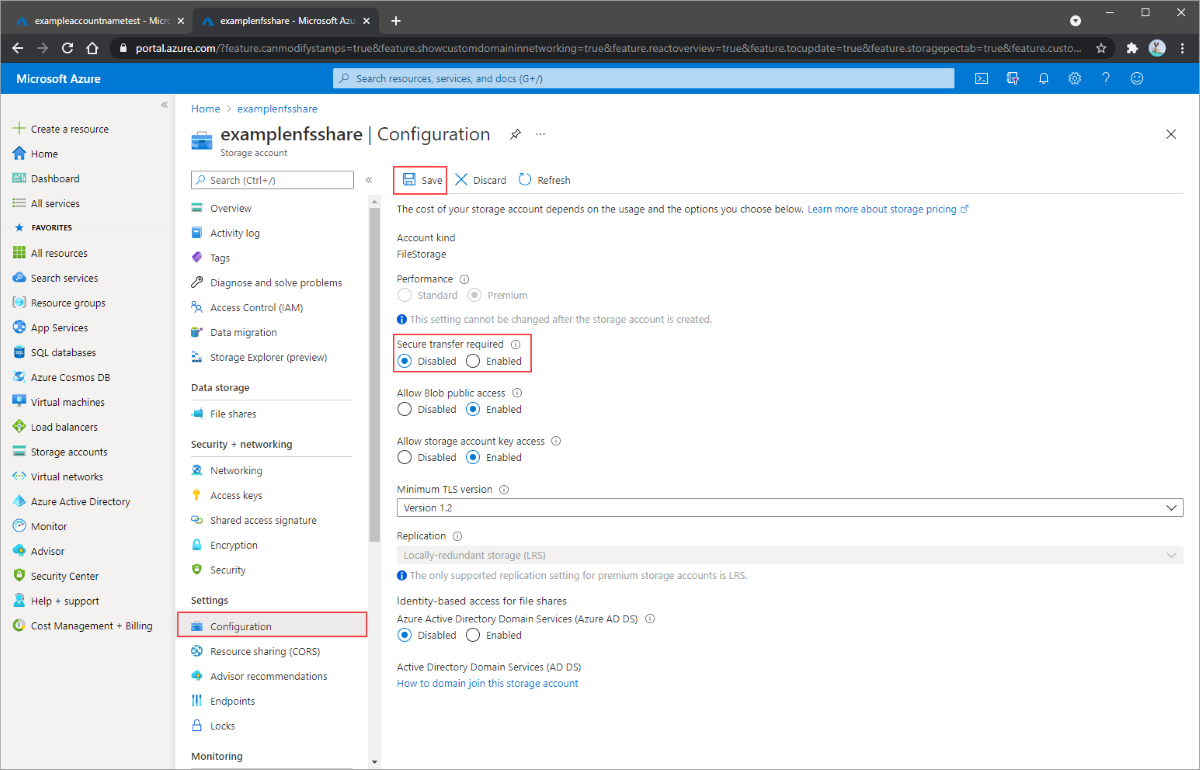 exampleaccountnametest - Micro
examplenfsshare - Microsoft Azu
portal.azure.com/?feature.canmodifystamps=true&feature.showcustomdomaininnetworking=true&feature.reactoverview=true&feature.tocupdate=true&feature.storagepectab=true&feature.custo...
Microsoft Azure
Search resources, services, and docs (G+/)
Create a resource
Home
Dashboard
All services
FAVORITES
All resources
Search services
Resource groups
App Services
SQL databases
Azure Cosmos DB
Virtual machines
Load balancers
Storage accounts
Virtual networks
Azure Active Directory
Monitor
Advisor
Security Center
Help + support
Cost Management + Billing
Home > examplenfsshare
examplenfsshare | Configuration
Storage account
Search (Ctrl+/)
Overview
Activity log
Tags
Diagnose and solve problems
Access Control (IAM)
Data migration
Storage Explorer (preview)
Data storage
File shares
Security + networking
Networking
Access keys
Shared access signature
Encryption
Security
Settings
Configuration
Resource sharing (CORS)
Advisor recommendations
Endpoints
Locks
Monitoring
Save Discard Refresh
The cost of your storage account depends on the usage and the options you choose below. Learn more about storage pricing
Account kind
FileStorage
Performance
Standard Premium
This setting cannot be changed after the storage account is created.
Secure transfer required
Disabled Enabled
Allow Blob public access
Disabled Enabled
Allow storage account key access
Disabled Enabled
Minimum TLS version
Version 1.2
Replication
Locally-redundant storage (LRS)
The only supported replication setting for premium storage accounts is LRS.
Identity-based access for file shares
Azure Active Directory Domain Services (Azure AD DS)
Disabled Enabled
Active Directory Domain Services (AD DS)
How to domain join this storage account